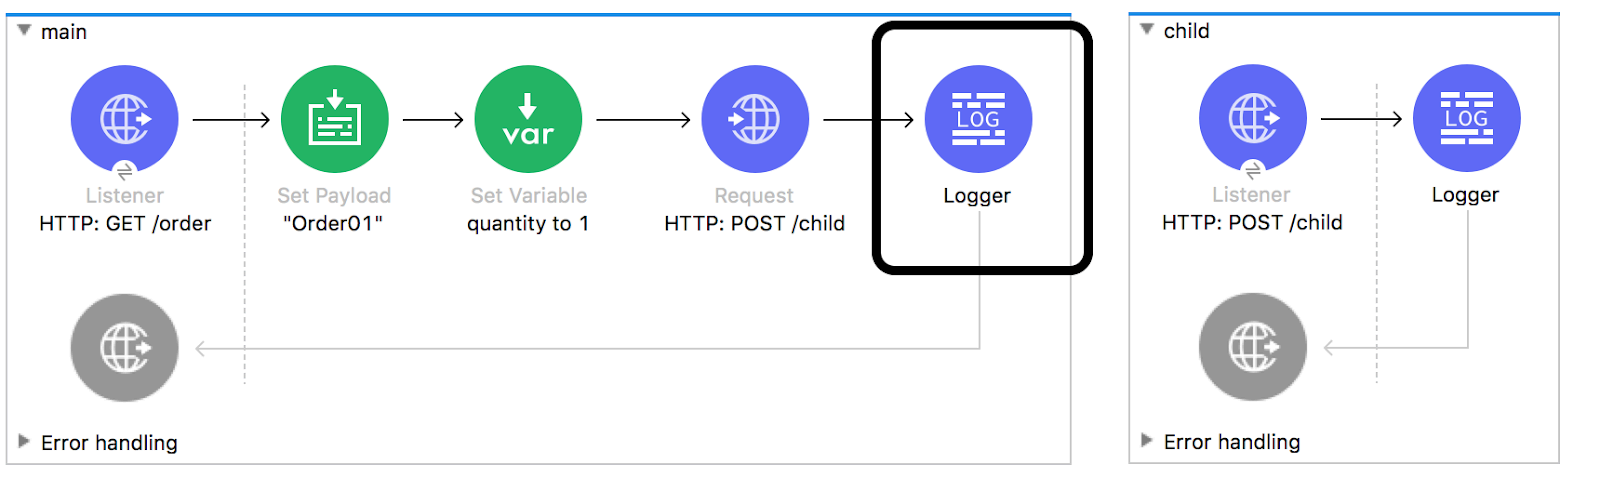 main
LOG
var
Listener
Set Payload
Set Variable
Request
Logger
HTTP: GET /order
"Order01"
quantity to 1
HTTP: POST /child
Error handling
child
LOG
Listener
Logger
HTTP: POST /child
Error handling